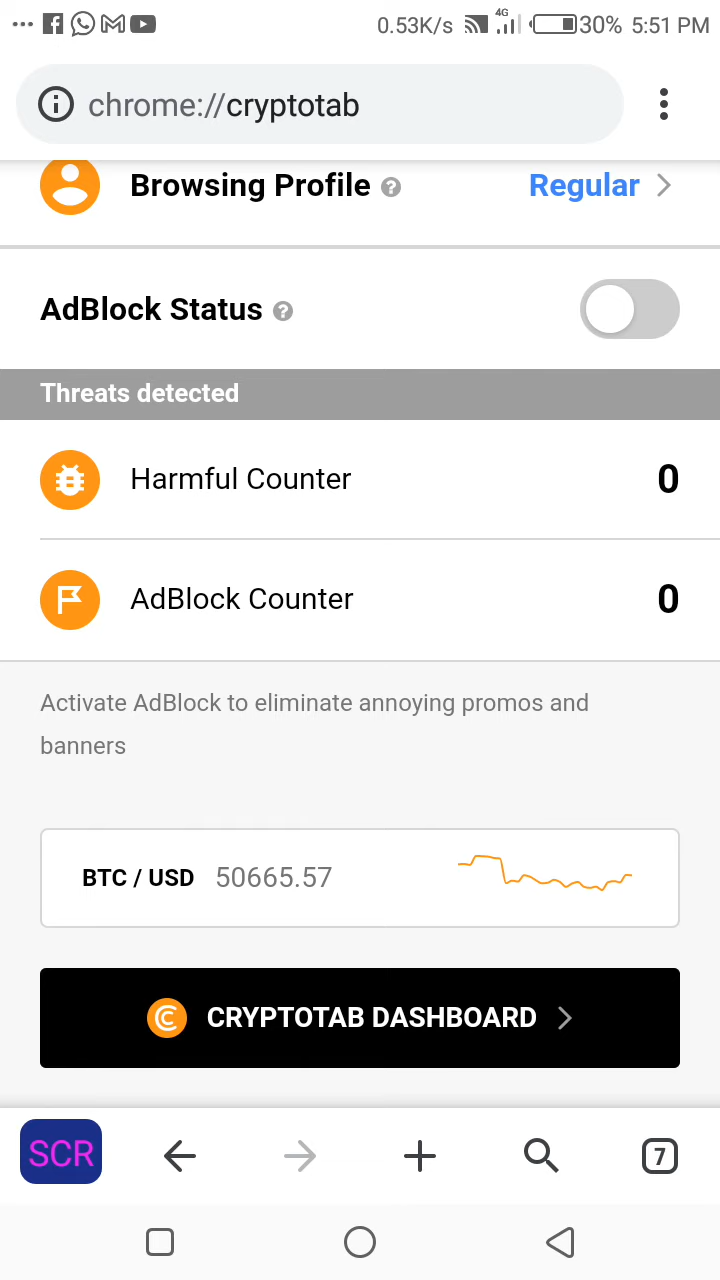 0.53K/s 4G 30% 5:51 PM
chrome://cryptotab
Browsing Profile ? Regular
AdBlock Status ?
Threats detected
Harmful Counter 0
AdBlock Counter 0
Activate AdBlock to eliminate annoying promos and
banners
BTC / USD 50665.57
CRYPTOTAB DASHBOARD
SCR 7